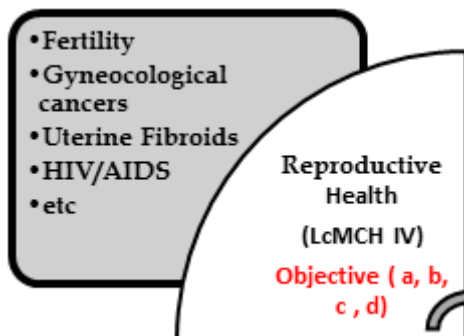 •Fertility
•Gyneocological
cancers
•Uterine Fibroids
•HIV/AIDS
•etc
Reproductive
Health
(LcMCH IV)
Objective ( a, b,
c , d)